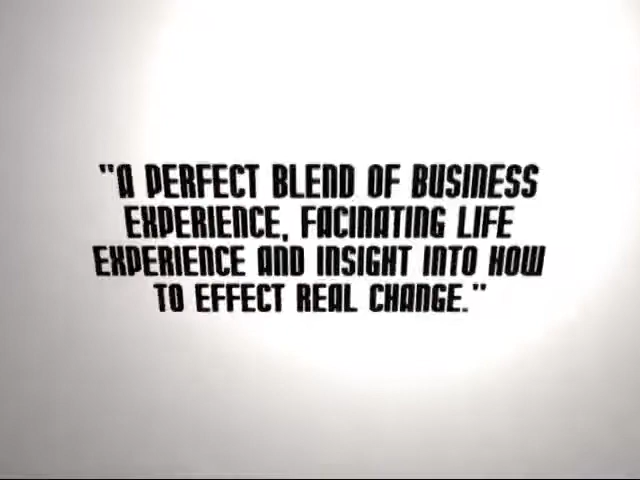 "A PERFECT BLEND OF BUSINESS
EXPERIENCE, FACINATING LIFE
EXPERIENCE AND INSIGHT INTO HOW
TO EFFECT REAL CHANGE."